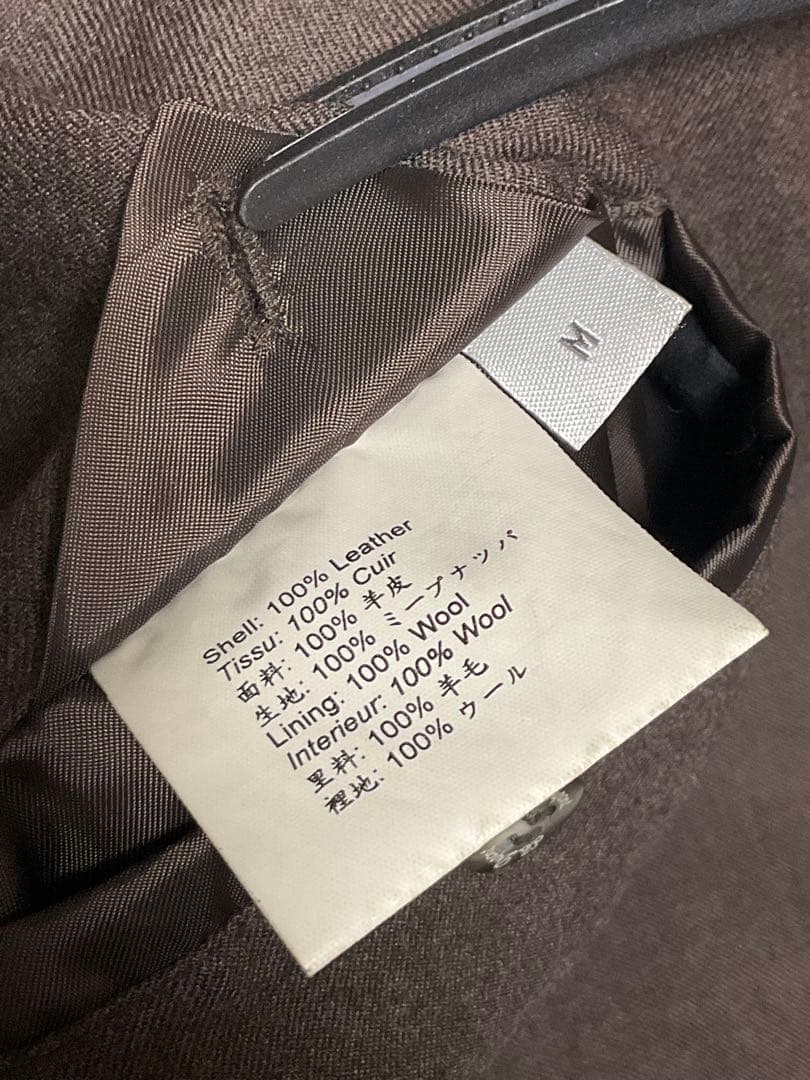 M
Shell: 100% Leather
Tissu: 100% Cuir
面料: 100% 羊皮
生地: 100% ミープナッパ
Lining: 100% Wool
Interieur: 100% Wool
里料: 100% 羊毛
裡地: 100% ウール